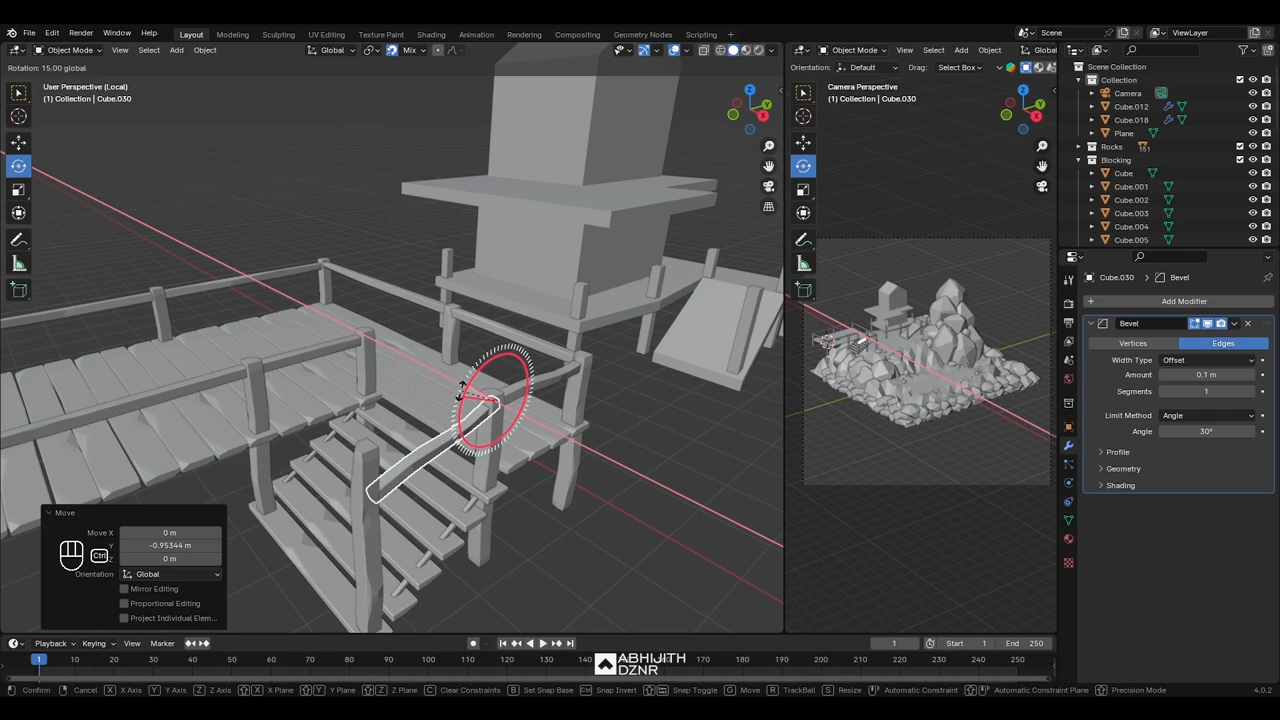 File Edit Render Window Help Layout Modeling Sculpting UV Editing Texture Paint Shading Animation Rendering Compositing Geometry Nodes Scripting + Scene ViewLayer
Object Mode View Select Add Object Global Mix Object Mode View Select Add Object Global
Rotation: 15.00 global Orientation: Default Drag: Select Box Scene Collection
User Perspective (Local) Camera Perspective Collection
(1) Collection | Cube.030 (1) Collection | Cube.030 Camera
Z Y X Z Y X Cube.012
Cube.018
Plane
Rocks 151
Blocking
Cube
Cube.001
Cube.002
Cube.003
Cube.004
Cube.005
Cube.030 Bevel
+ Add Modifier
Bevel
Vertices Edges
Width Type Offset
Amount 0.1 m
Segments 1
Limit Method Angle
Angle 30°
Profile
Geometry
Shading
Move
Move X 0 m
Y -0.95344 m
Z 0 m
Ctrl
Orientation Global
Mirror Editing
Proportional Editing
Project Individual Elem...
Playback Keying View Marker 1 Start 1 End 250
1 10 20 30 40 50 60 70 80 90 100 110 120 130 140 150 160 170 180 190 200 210 220 230 240 250
ABHIJITH
DZNR
Confirm Cancel X X Axis Y Y Axis Z Z Axis X X Plane Y Y Plane Z Z Plane C Clear Constraints B Set Snap Base Ctrl Snap Invert Snap Toggle G Move R TrackBall S Resize Automatic Constraint Automatic Constraint Plane Precision Mode 4.0.2